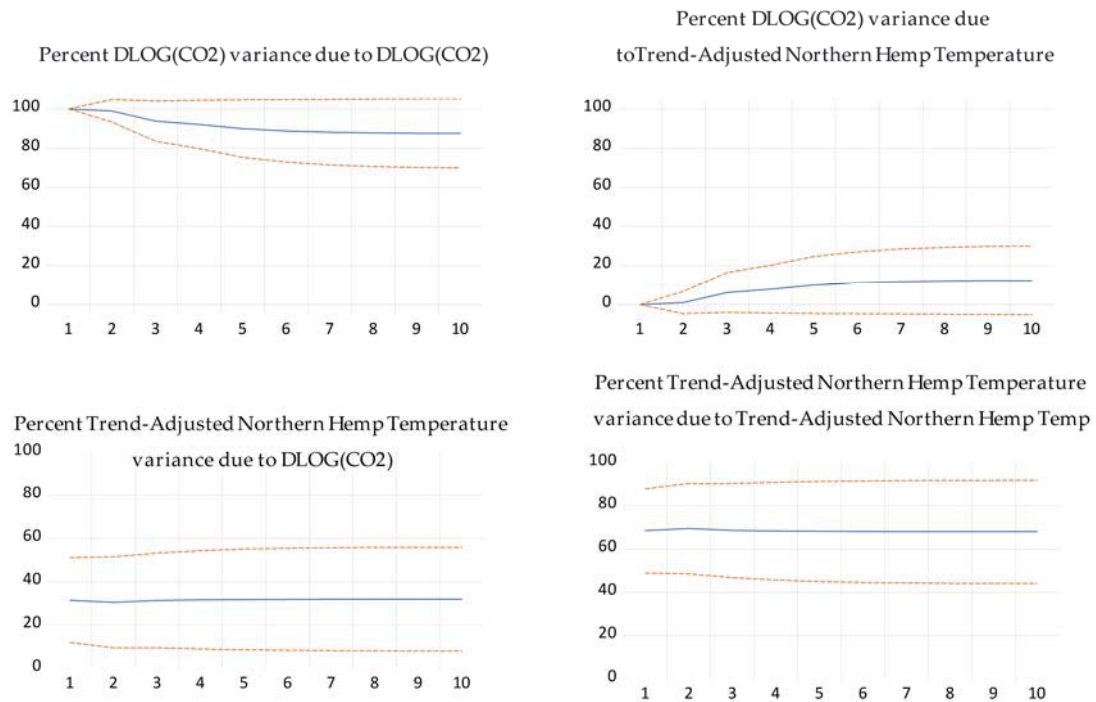 Percent DLOG(CO2) variance due to DLOG(CO2)
100
80
60
40
20
0
1 2 3 4 5 6 7 8 9 10
Percent DLOG(CO2) variance due
toTrend-Adjusted Northern Hemp Temperature
100
80
60
40
20
0
1 2 3 4 5 6 7 8 9 10
Percent Trend-Adjusted Northern Hemp Temperature
variance due to DLOG(CO2)
100
80
60
40
20
0
1 2 3 4 5 6 7 8 9 10
Percent Trend-Adjusted Northern Hemp Temperature
variance due to Trend-Adjusted Northern Hemp Temp
100
80
60
40
20
0
1 2 3 4 5 6 7 8 9 10